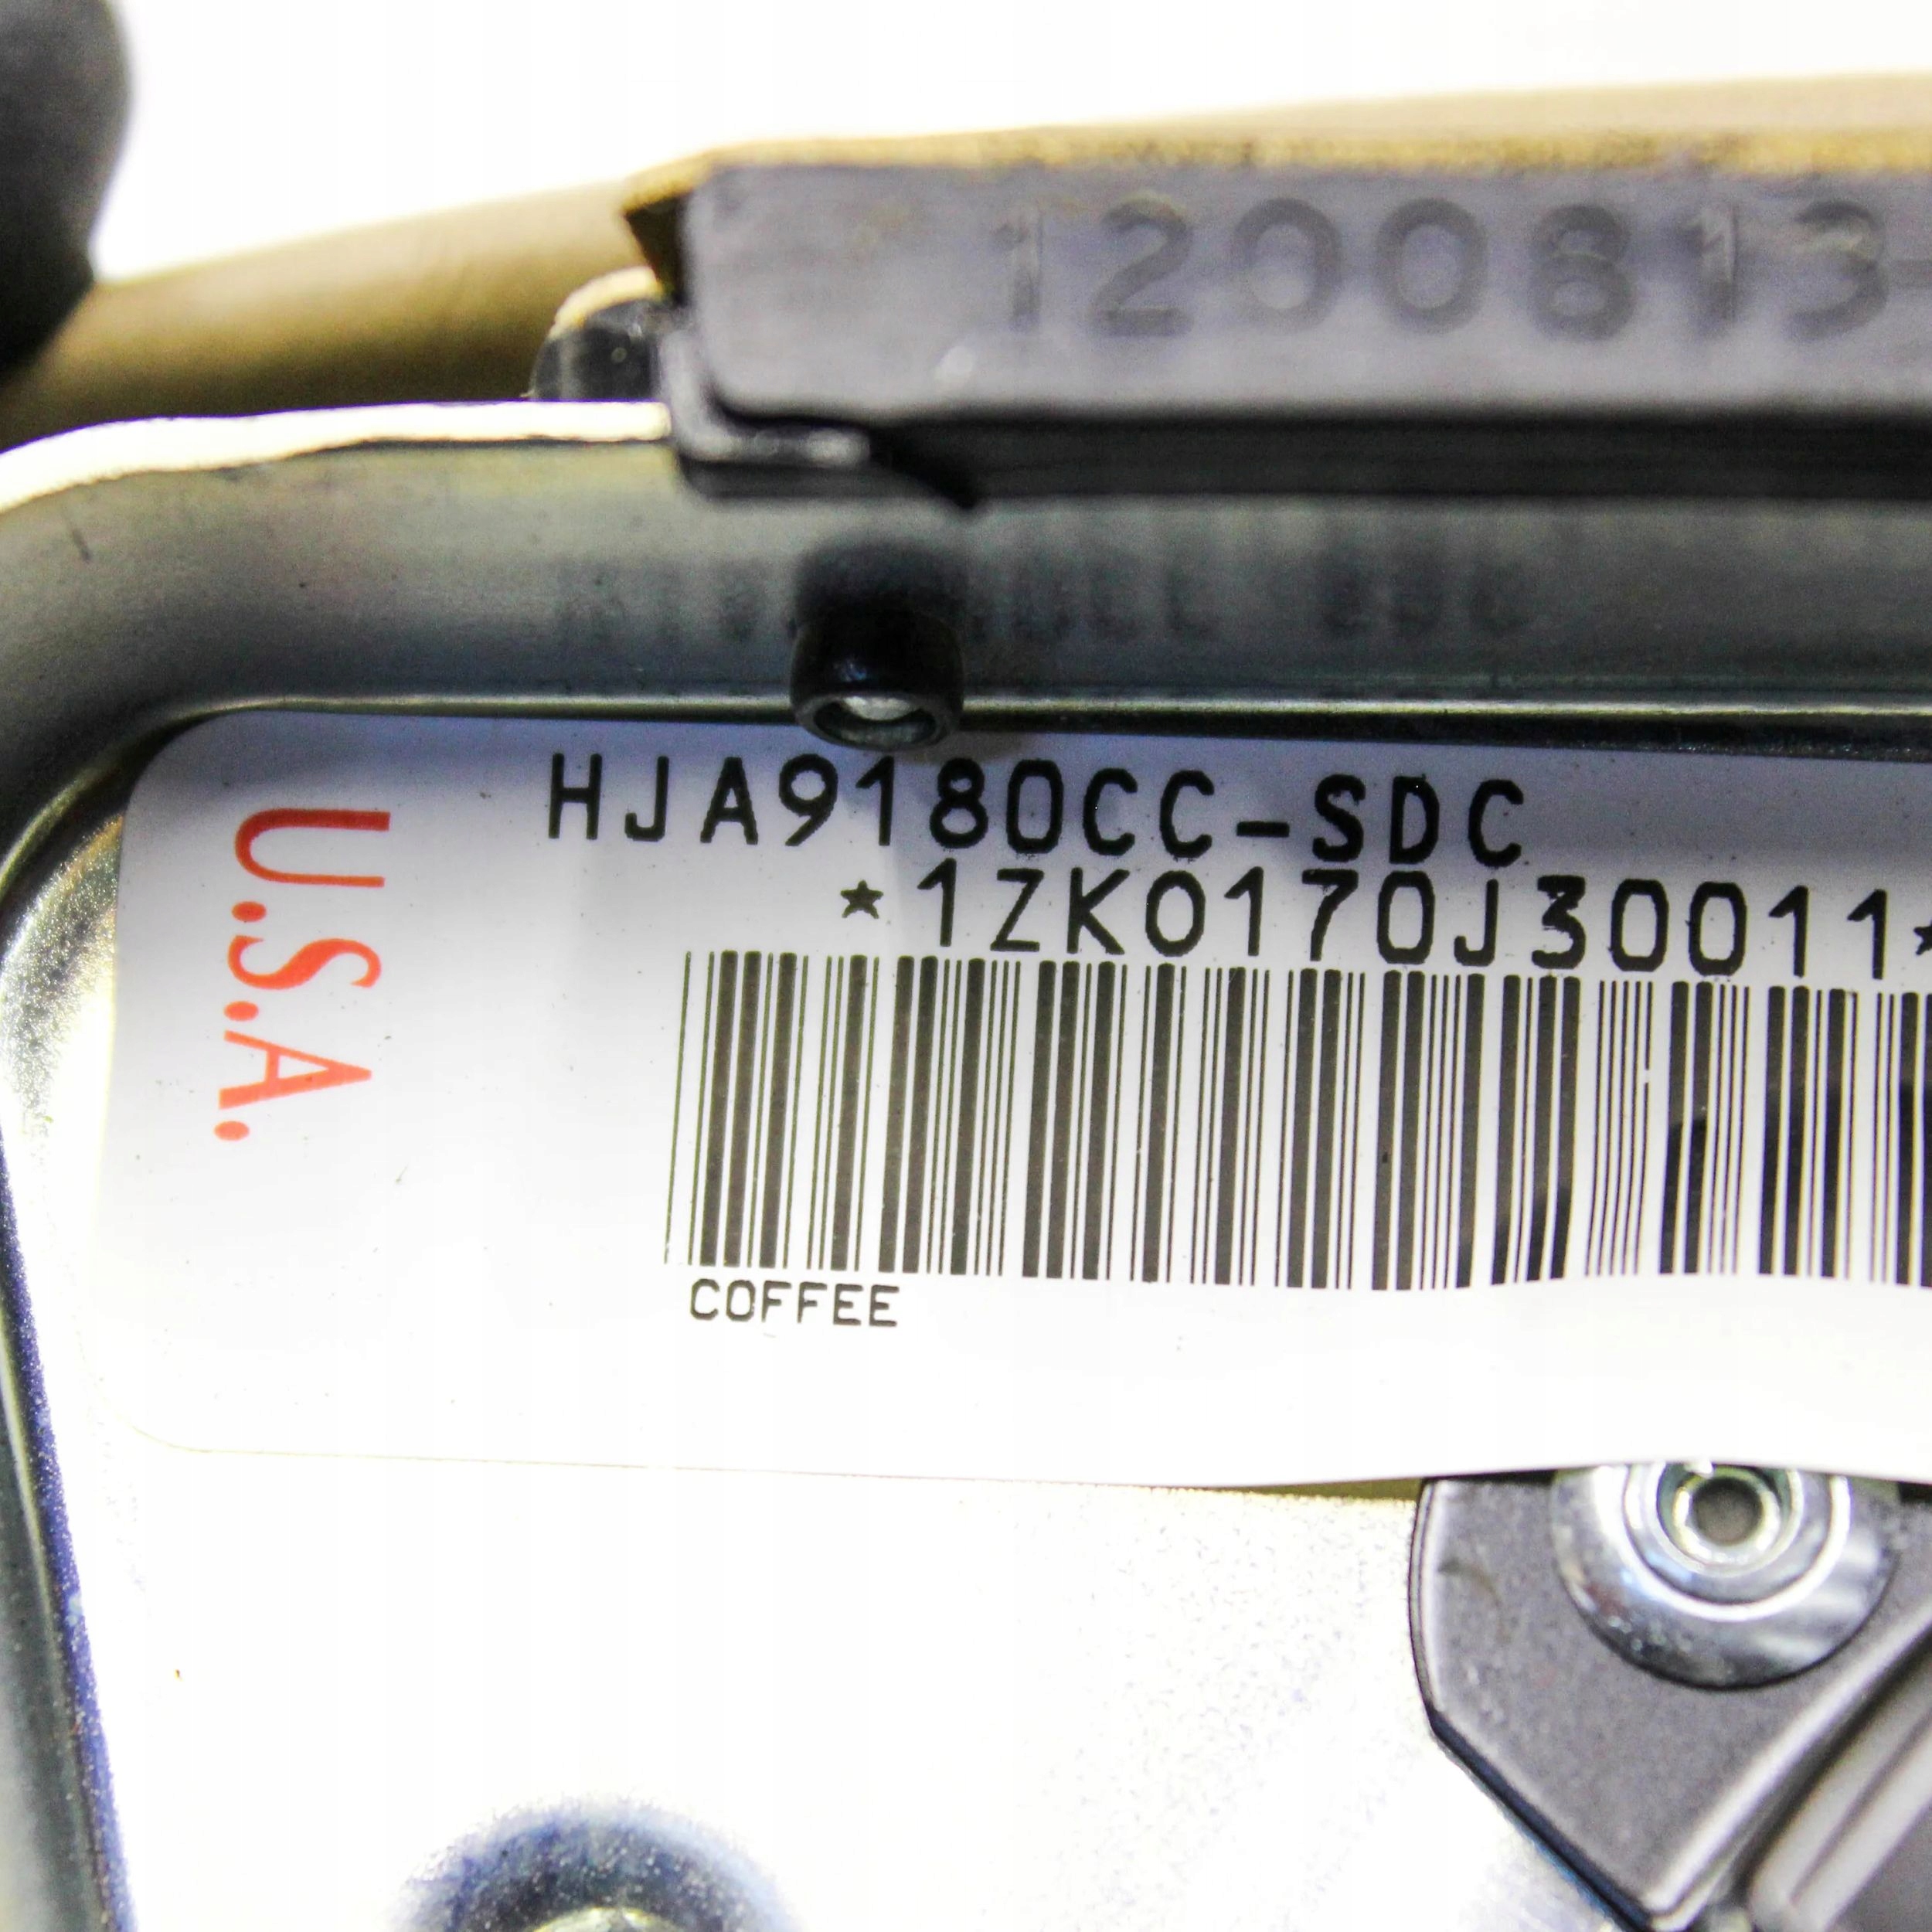 1200813-
HJA9180CC-SDC
*1ZK0170J30011*
U.S.A.
COFFEE